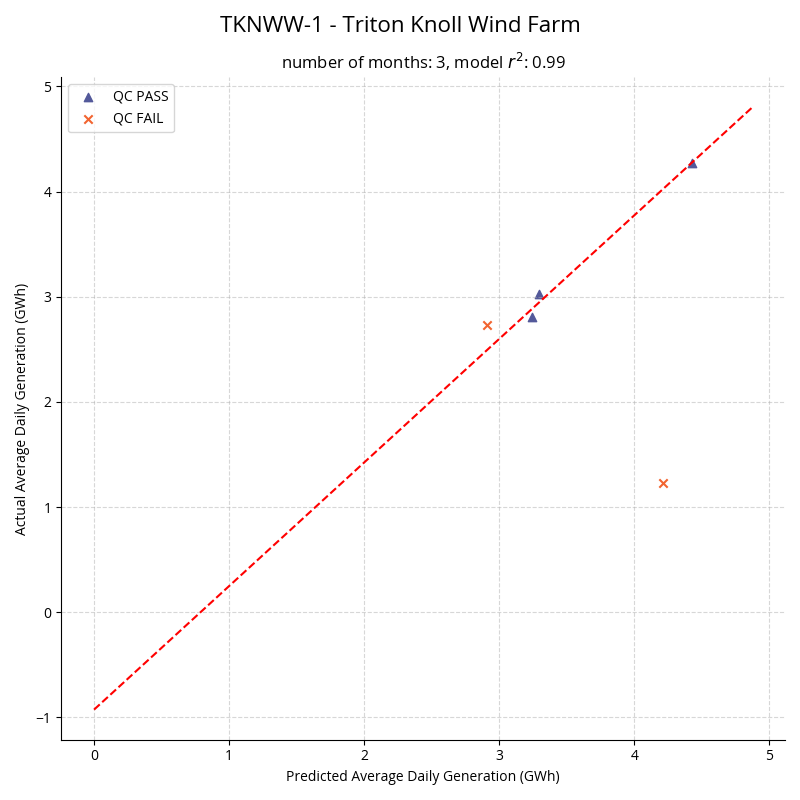 TKNWW-1 - Triton Knoll Wind Farm
number of months: 3, model r²: 0.99
QC PASS
QC FAIL
5
4
3
2
1
0
−1
Actual Average Daily Generation (GWh)
0 1 2 3 4 5
Predicted Average Daily Generation (GWh)